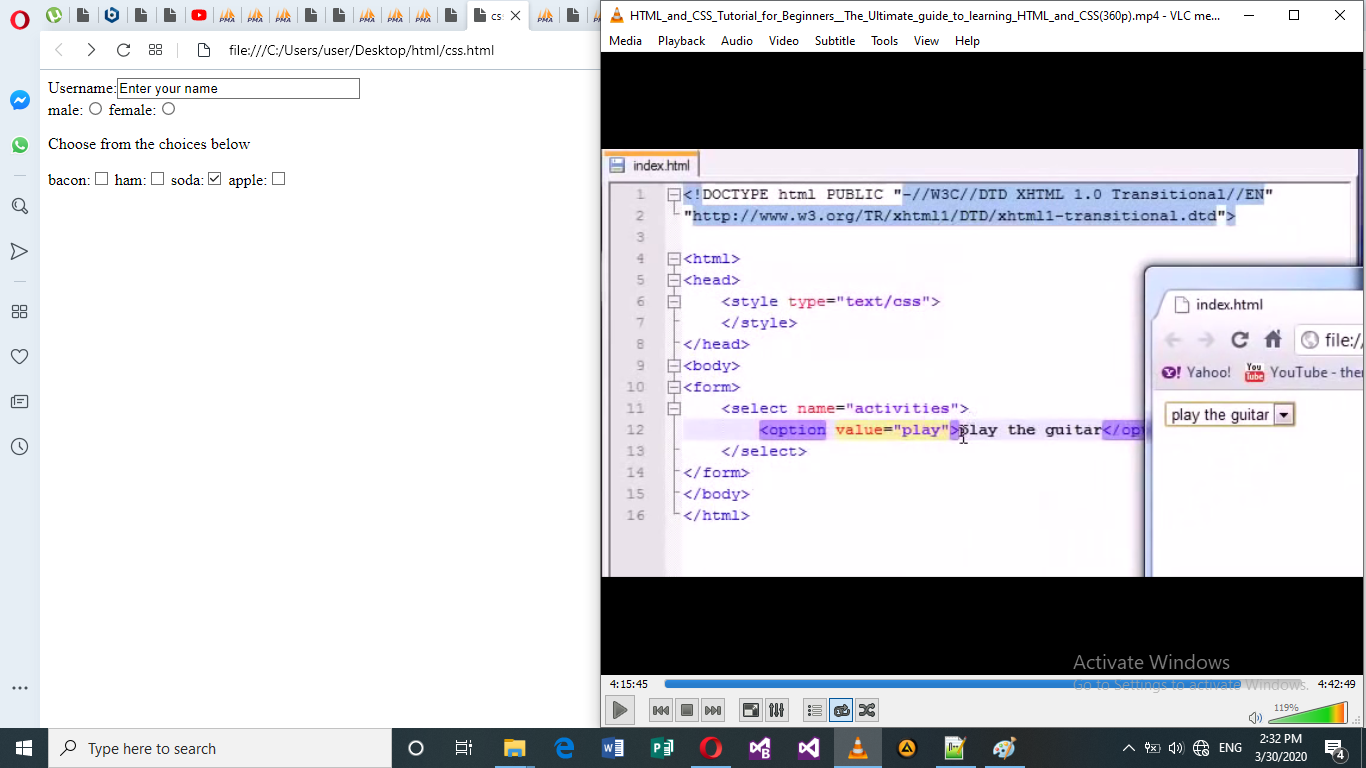 cs
file:///C:/Users/user/Desktop/html/css.html
Username: Enter your name
male: female:
Choose from the choices below
bacon: ham: soda: apple:
HTML_and_CSS_Tutorial_for_Beginners__The_Ultimate_guide_to_learning_HTML_and_CSS(360p).mp4 - VLC me...
Media Playback Audio Video Subtitle Tools View Help
index.html
1 <!DOCTYPE html PUBLIC "-//W3C//DTD XHTML 1.0 Transitional//EN"
2 "http://www.w3.org/TR/xhtml1/DTD/xhtml1-transitional.dtd">
3
4 <html>
5 <head>
6 <style type="text/css">
7 </style>
8 </head>
9 <body>
10 <form>
11 <select name="activities">
12 <option value="play">play the guitar</op
13 </select>
14 </form>
15 </body>
16 </html>
index.html
file://
Yahoo! YouTube - the
play the guitar
Activate Windows
Go to Settings to activate Windows.
4:15:45 4:42:49
119%
Type here to search
ENG
2:32 PM
3/30/2020
4